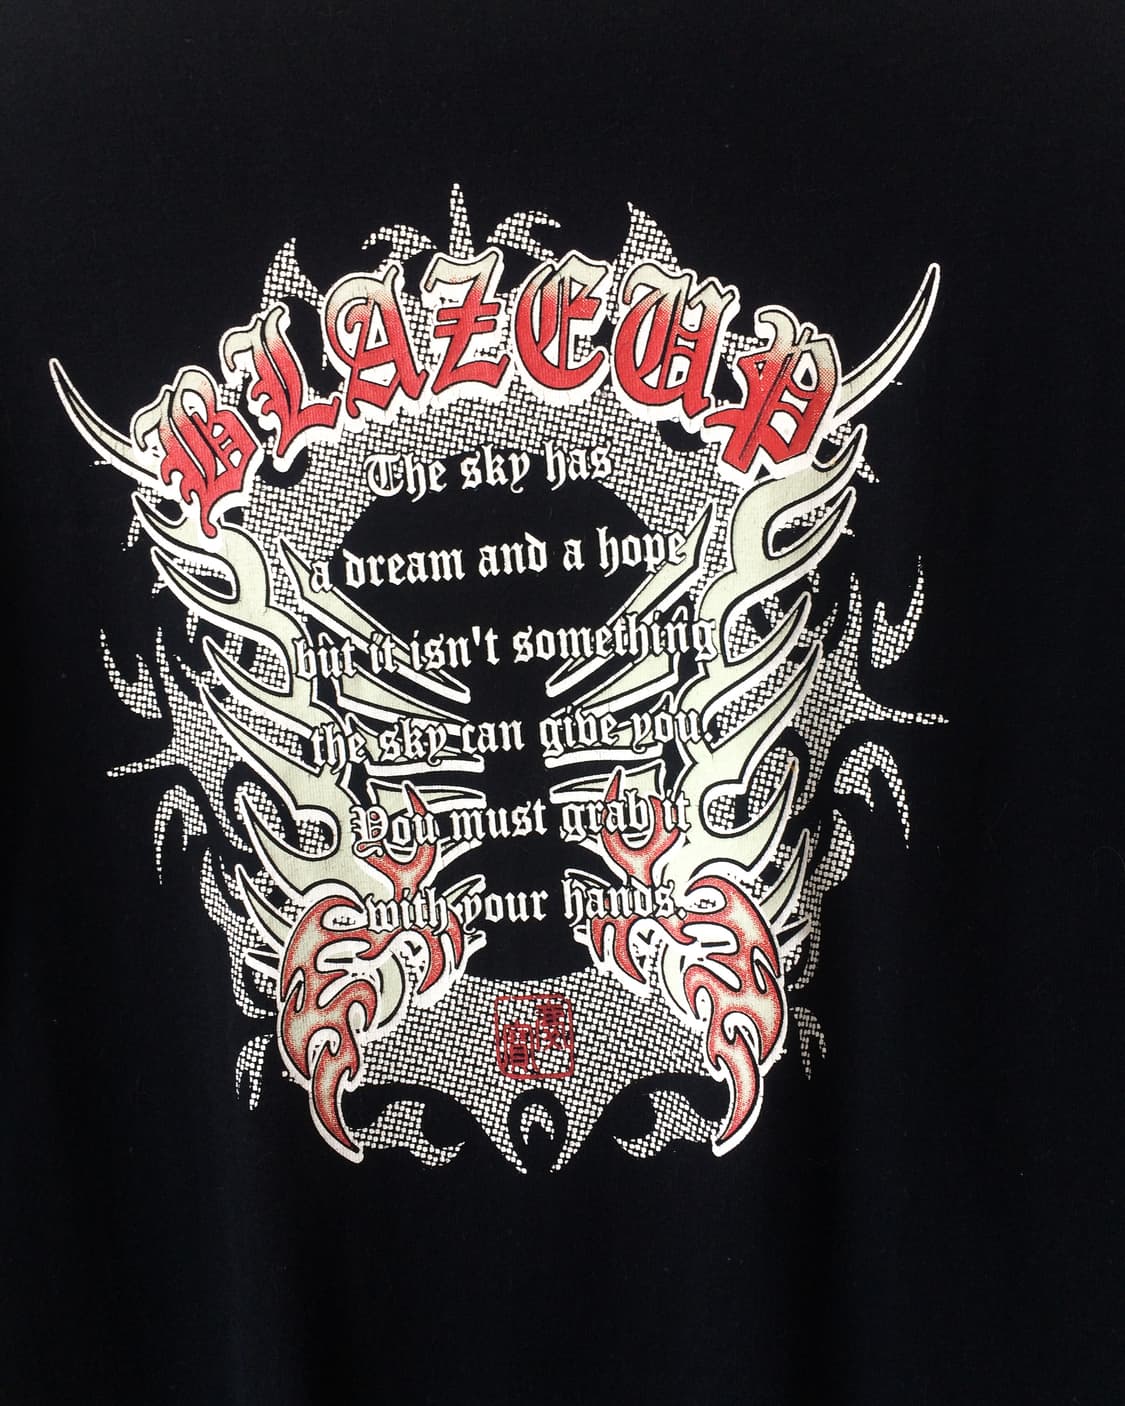 BLAZEUP
The sky has
a dream and a hope
but it isn't something
the sky can give you.
You must grab it
with your hands.